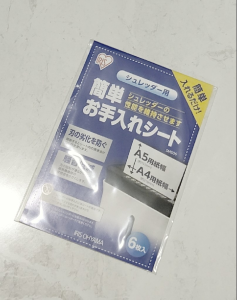 シュレッダー用
簡単
入れるだけ!
シュレッダーの
性能を維持させます
簡単
お手入れシート
刃の劣化を防ぐ
A5用紙幅
A4用紙幅
6枚入
IRIS OHYAMA